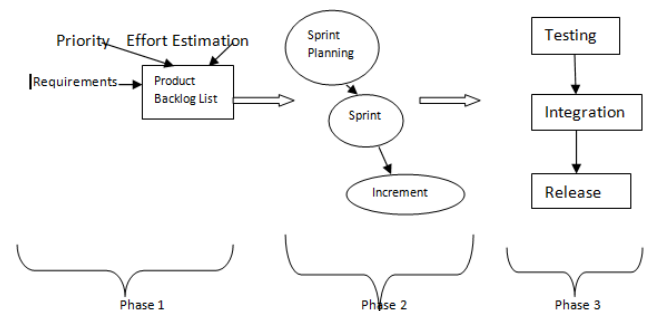 Priority
Effort Estimation
Requirements
Product
Backlog List
Sprint
Planning
Sprint
Increment
Testing
Integration
Release
Phase 1
Phase 2
Phase 3